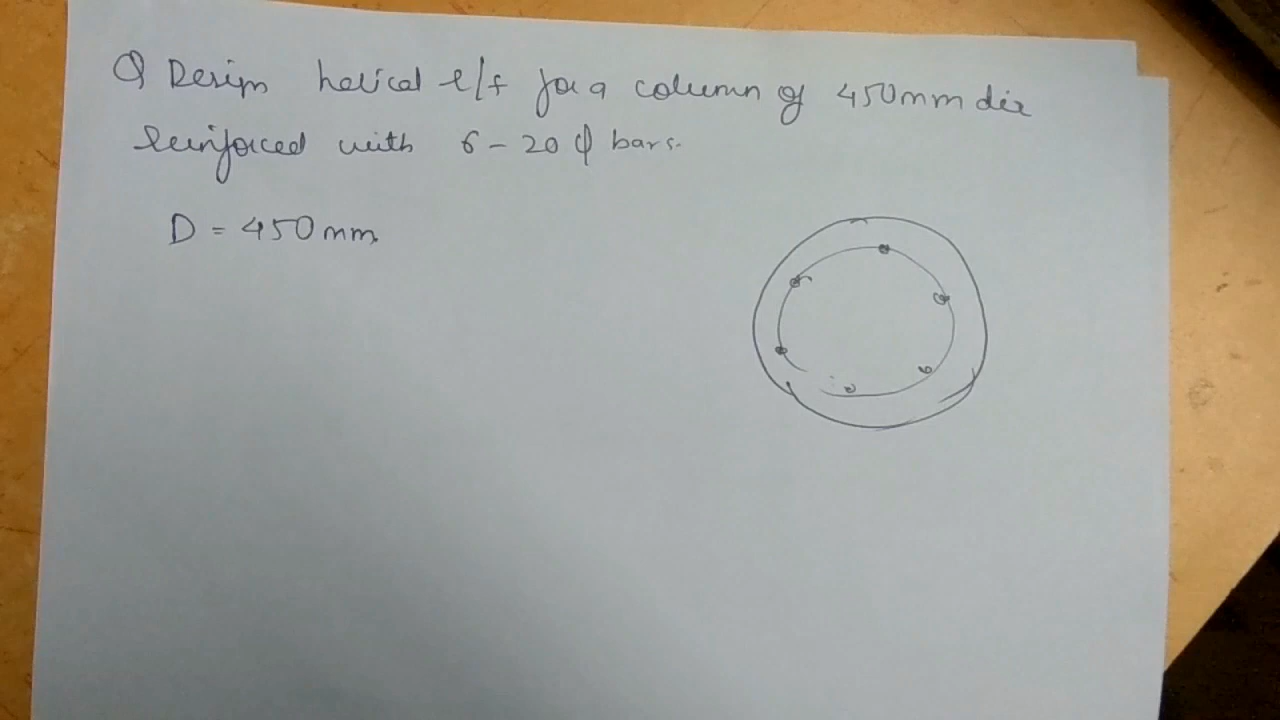 Q Design helical r/f for a column of 450mm dia
reinforced with 6 - 20 ϕ bars.
D = 450mm